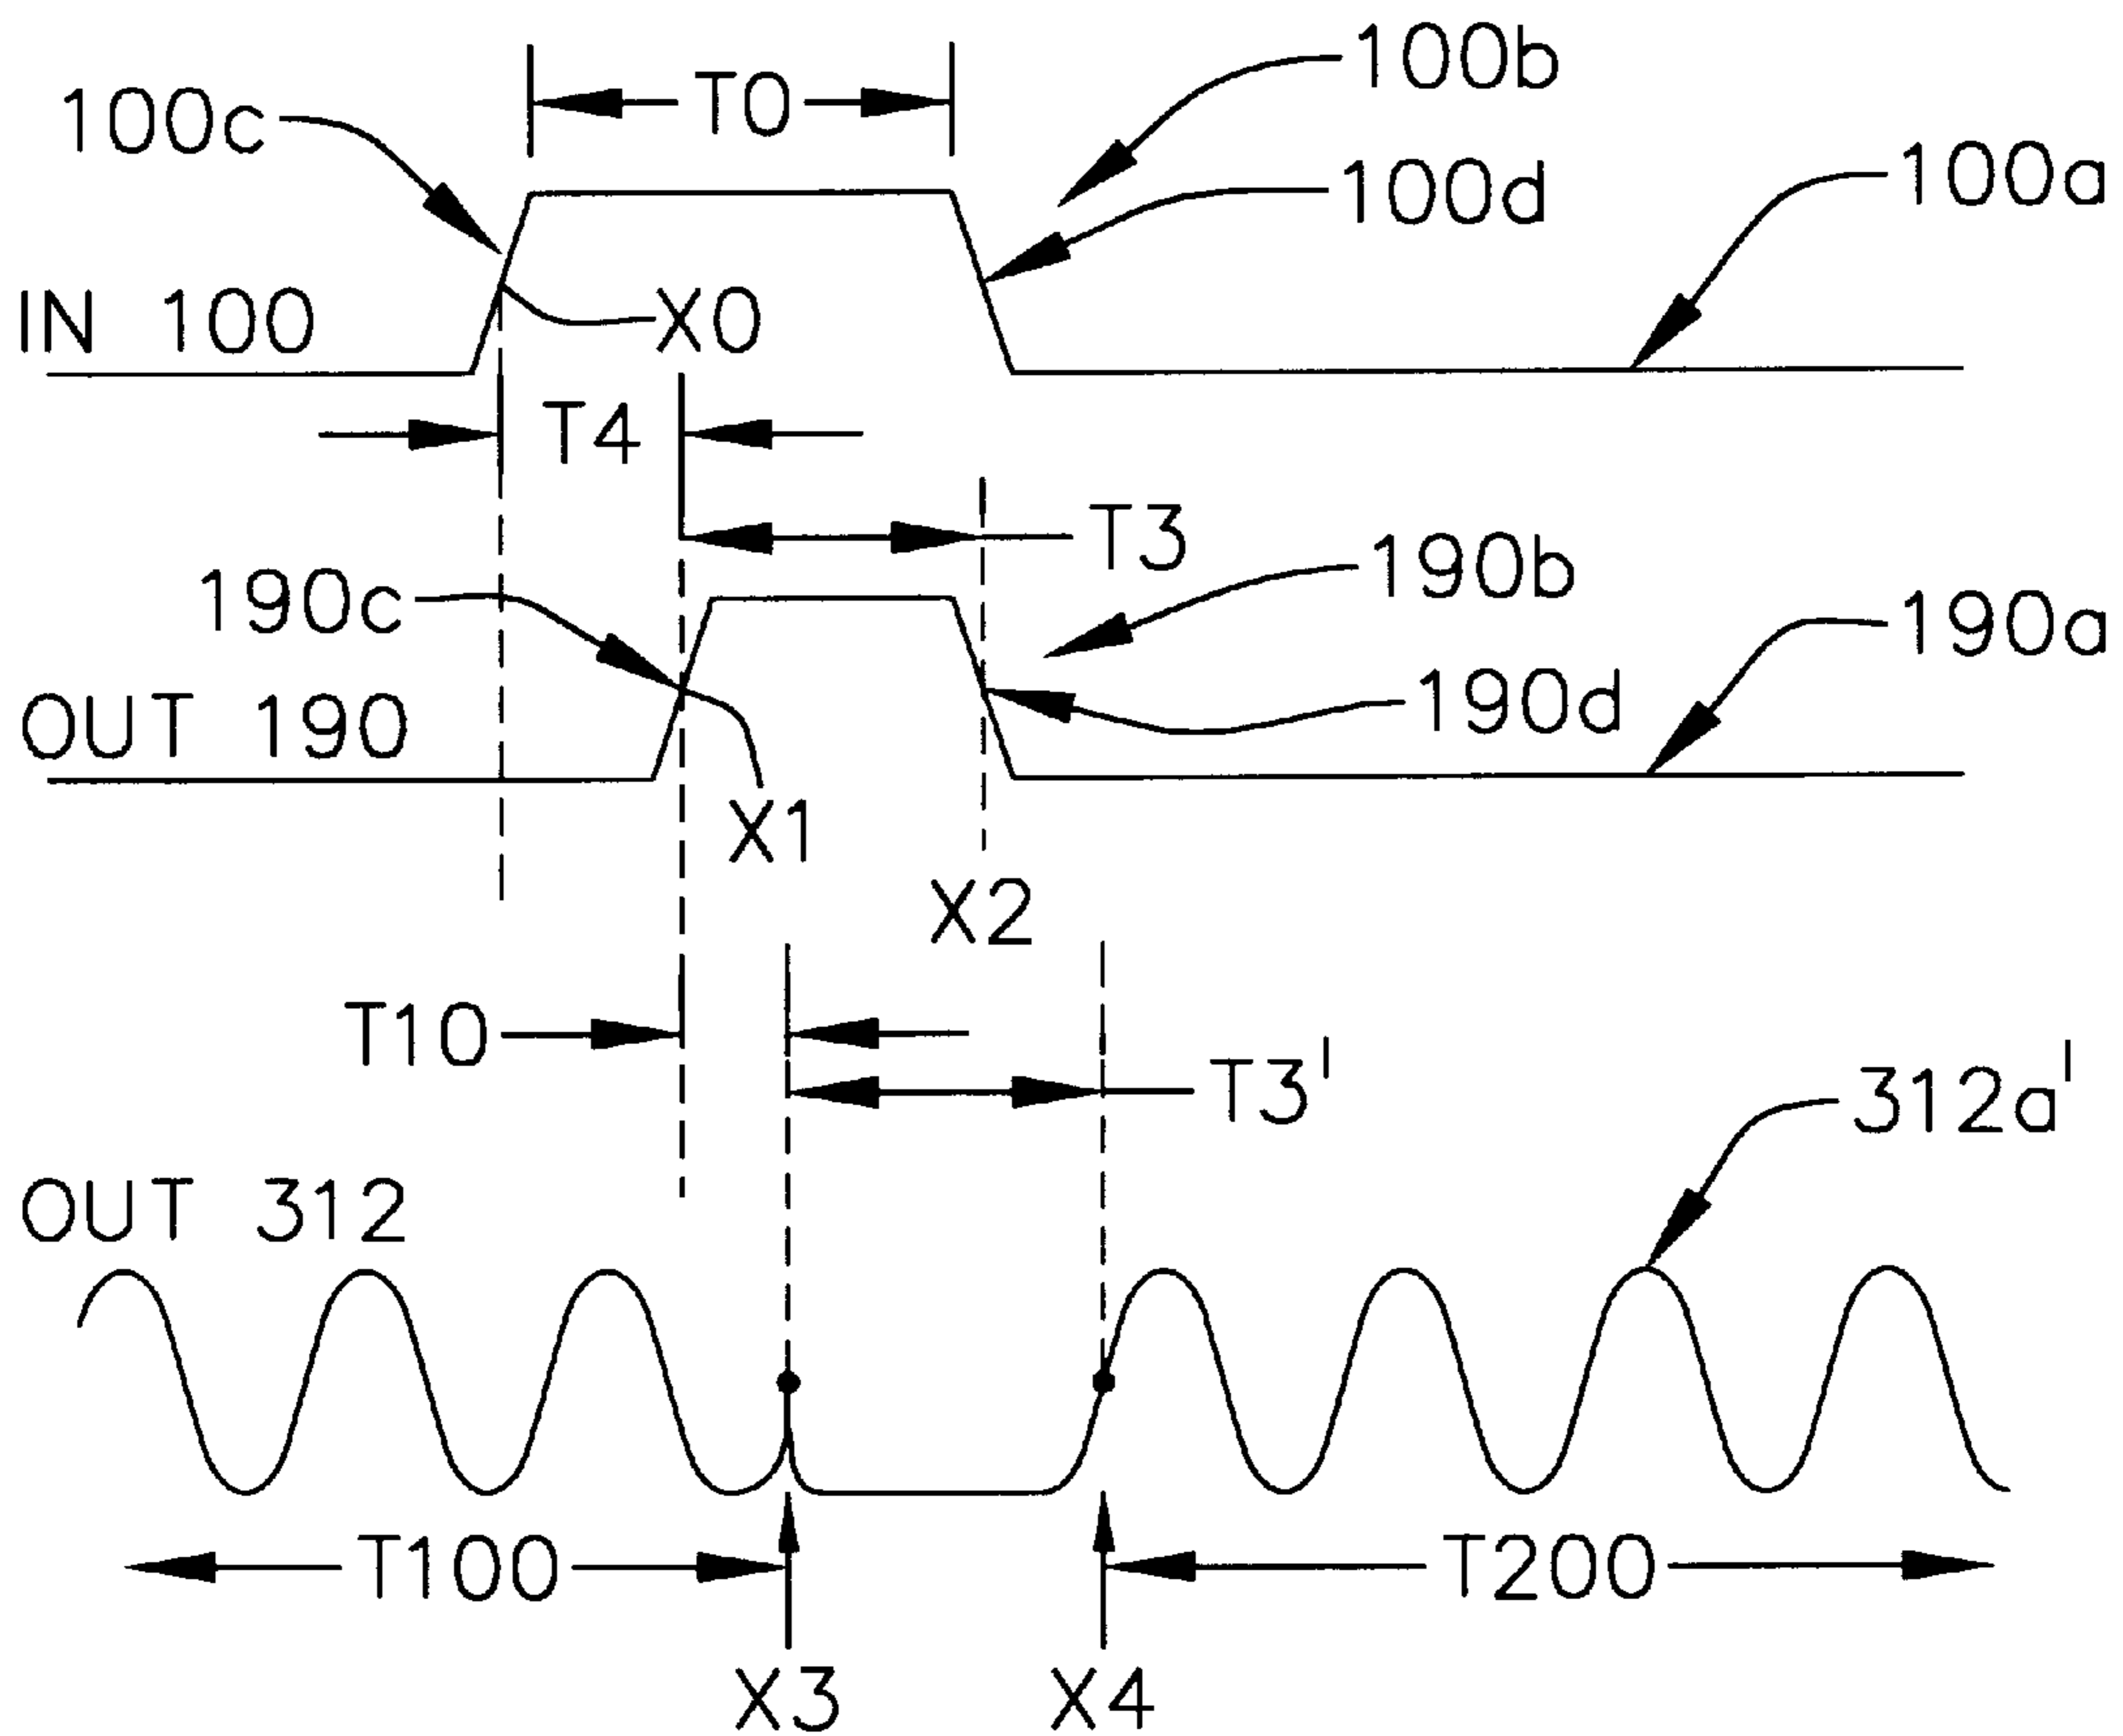 100b
T0
100c
100a
100d
IN 100
X0
T4
T3
190b
190c
190a
190d
OUT 190
X1
X2
T10
T3'
312a'
OUT 312
T100
T200
X3
X4